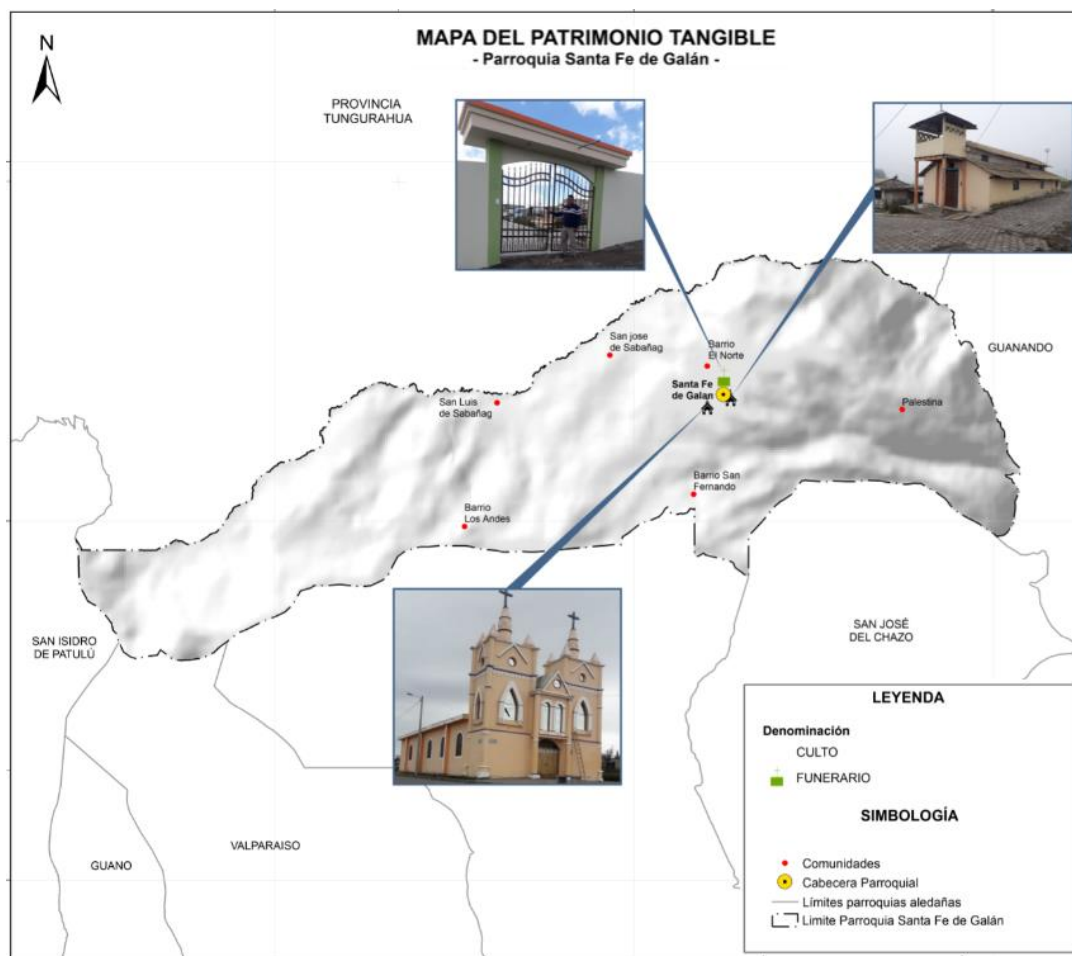 MAPA DEL PATRIMONIO TANGIBLE
- Parroquia Santa Fe de Galán -
N
PROVINCIA
TUNGURAHUA
GUANANDO
San jose
de Sabañag
Barrio
El Norte
Santa Fe
de Galan
San Luis
de Sabañag
Palestina
Barrio San
Fernando
Barrio
Los Andes
SAN ISIDRO
DE PATULÚ
SAN JOSÉ
DEL CHAZO
VALPARAISO
GUANO
LEYENDA
Denominación
CULTO
FUNERARIO
SIMBOLOGÍA
Comunidades
Cabecera Parroquial
Límites parroquias aledañas
Limite Parroquia Santa Fe de Galán